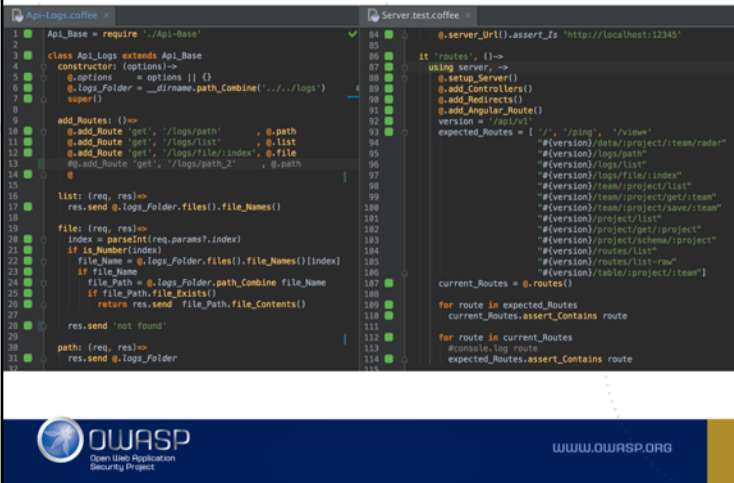 Api-Logs.coffee ×
1 Api_Base = require './Api-Base'
2
3 class Api_Logs extends Api_Base
4 constructor: (options)->
5 @.options = options || {}
6 @.logs_Folder = __dirname.path_Combine('../../logs')
7 super()
8
9 add_Routes: ()=>
10 @.add_Route 'get', '/logs/path' , @.path
11 @.add_Route 'get', '/logs/list' , @.list
12 @.add_Route 'get', '/logs/file/:index', @.file
13 #@.add_Route 'get', '/logs/path_2' , @.path
14 @
15
16 list: (req, res)=>
17 res.send @.logs_Folder.files().file_Names()
18
19 file: (req, res)=>
20 index = parseInt(req.params?.index)
21 if is_Number(index)
22 file_Name = @.logs_Folder.files().file_Names()[index]
23 if file_Name
24 file_Path = @.logs_Folder.path_Combine file_Name
25 if file_Path.file_Exists()
26 return res.send file_Path.file_Contents()
27
28 res.send 'not found'
29
30 path: (req, res)=>
31 res.send @.logs_Folder
32
Server.test.coffee ×
84 @.server_Url().assert_Is 'http://localhost:12345'
85
86 it 'routes', ()->
87 using server, ->
88 @.setup_Server()
89 @.add_Controllers()
90 @.add_Redirects()
91 @.add_Angular_Route()
92 version = '/api/v1'
93 expected_Routes = [ '/', '/ping', '/view*'
94 "#{version}/data/:project/:team/radar"
95 "#{version}/logs/path"
96 "#{version}/logs/list"
97 "#{version}/logs/file/:index"
98 "#{version}/team/:project/list"
99 "#{version}/team/:project/get/:team"
100 "#{version}/team/:project/save/:team"
101 "#{version}/project/list"
102 "#{version}/project/get/:project"
103 "#{version}/project/schema/:project"
104 "#{version}/routes/list"
105 "#{version}/routes/list-raw"
106 "#{version}/table/:project/:team"]
107 current_Routes = @.routes()
108
109 for route in expected_Routes
110 current_Routes.assert_Contains route
111
112 for route in current_Routes
113 #console.log route
114 expected_Routes.assert_Contains route
115
OWASP
Open Web Application
Security Project
WWW.OWASP.ORG